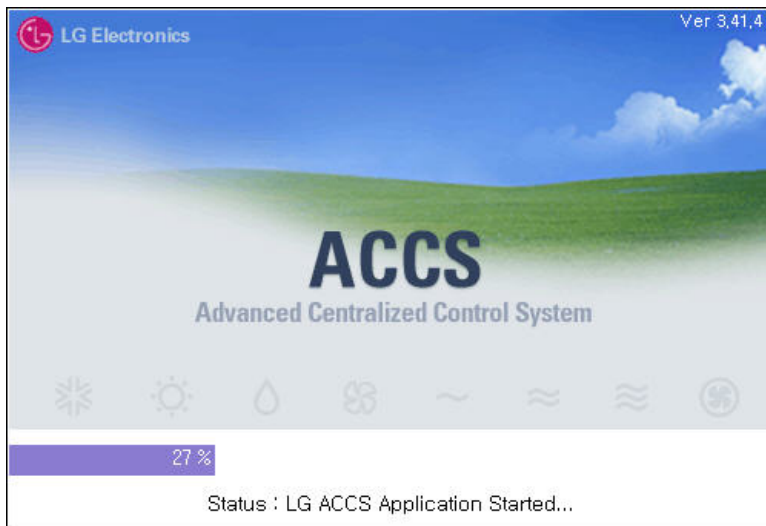 LG Electronics
Ver 3,41,4
ACCS
Advanced Centralized Control System
27 %
Status : LG ACCS Application Started...